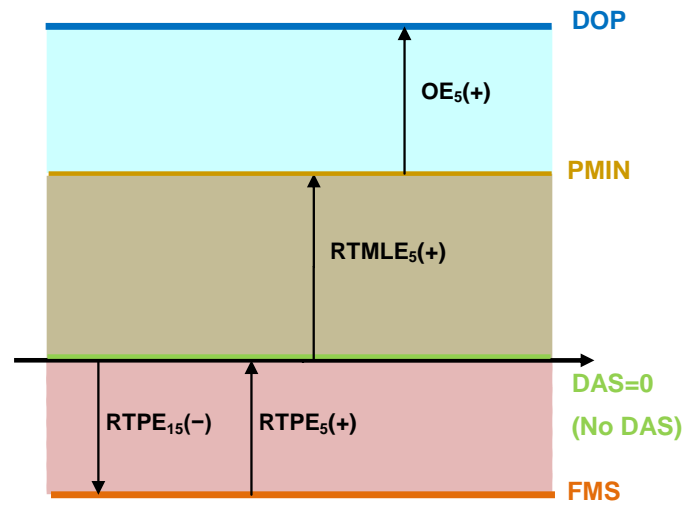 DOP
OE₅(+)
PMIN
RTMLE₅(+)
DAS=0
(No DAS)
RTPE₁₅(−)
RTPE₅(+)
FMS